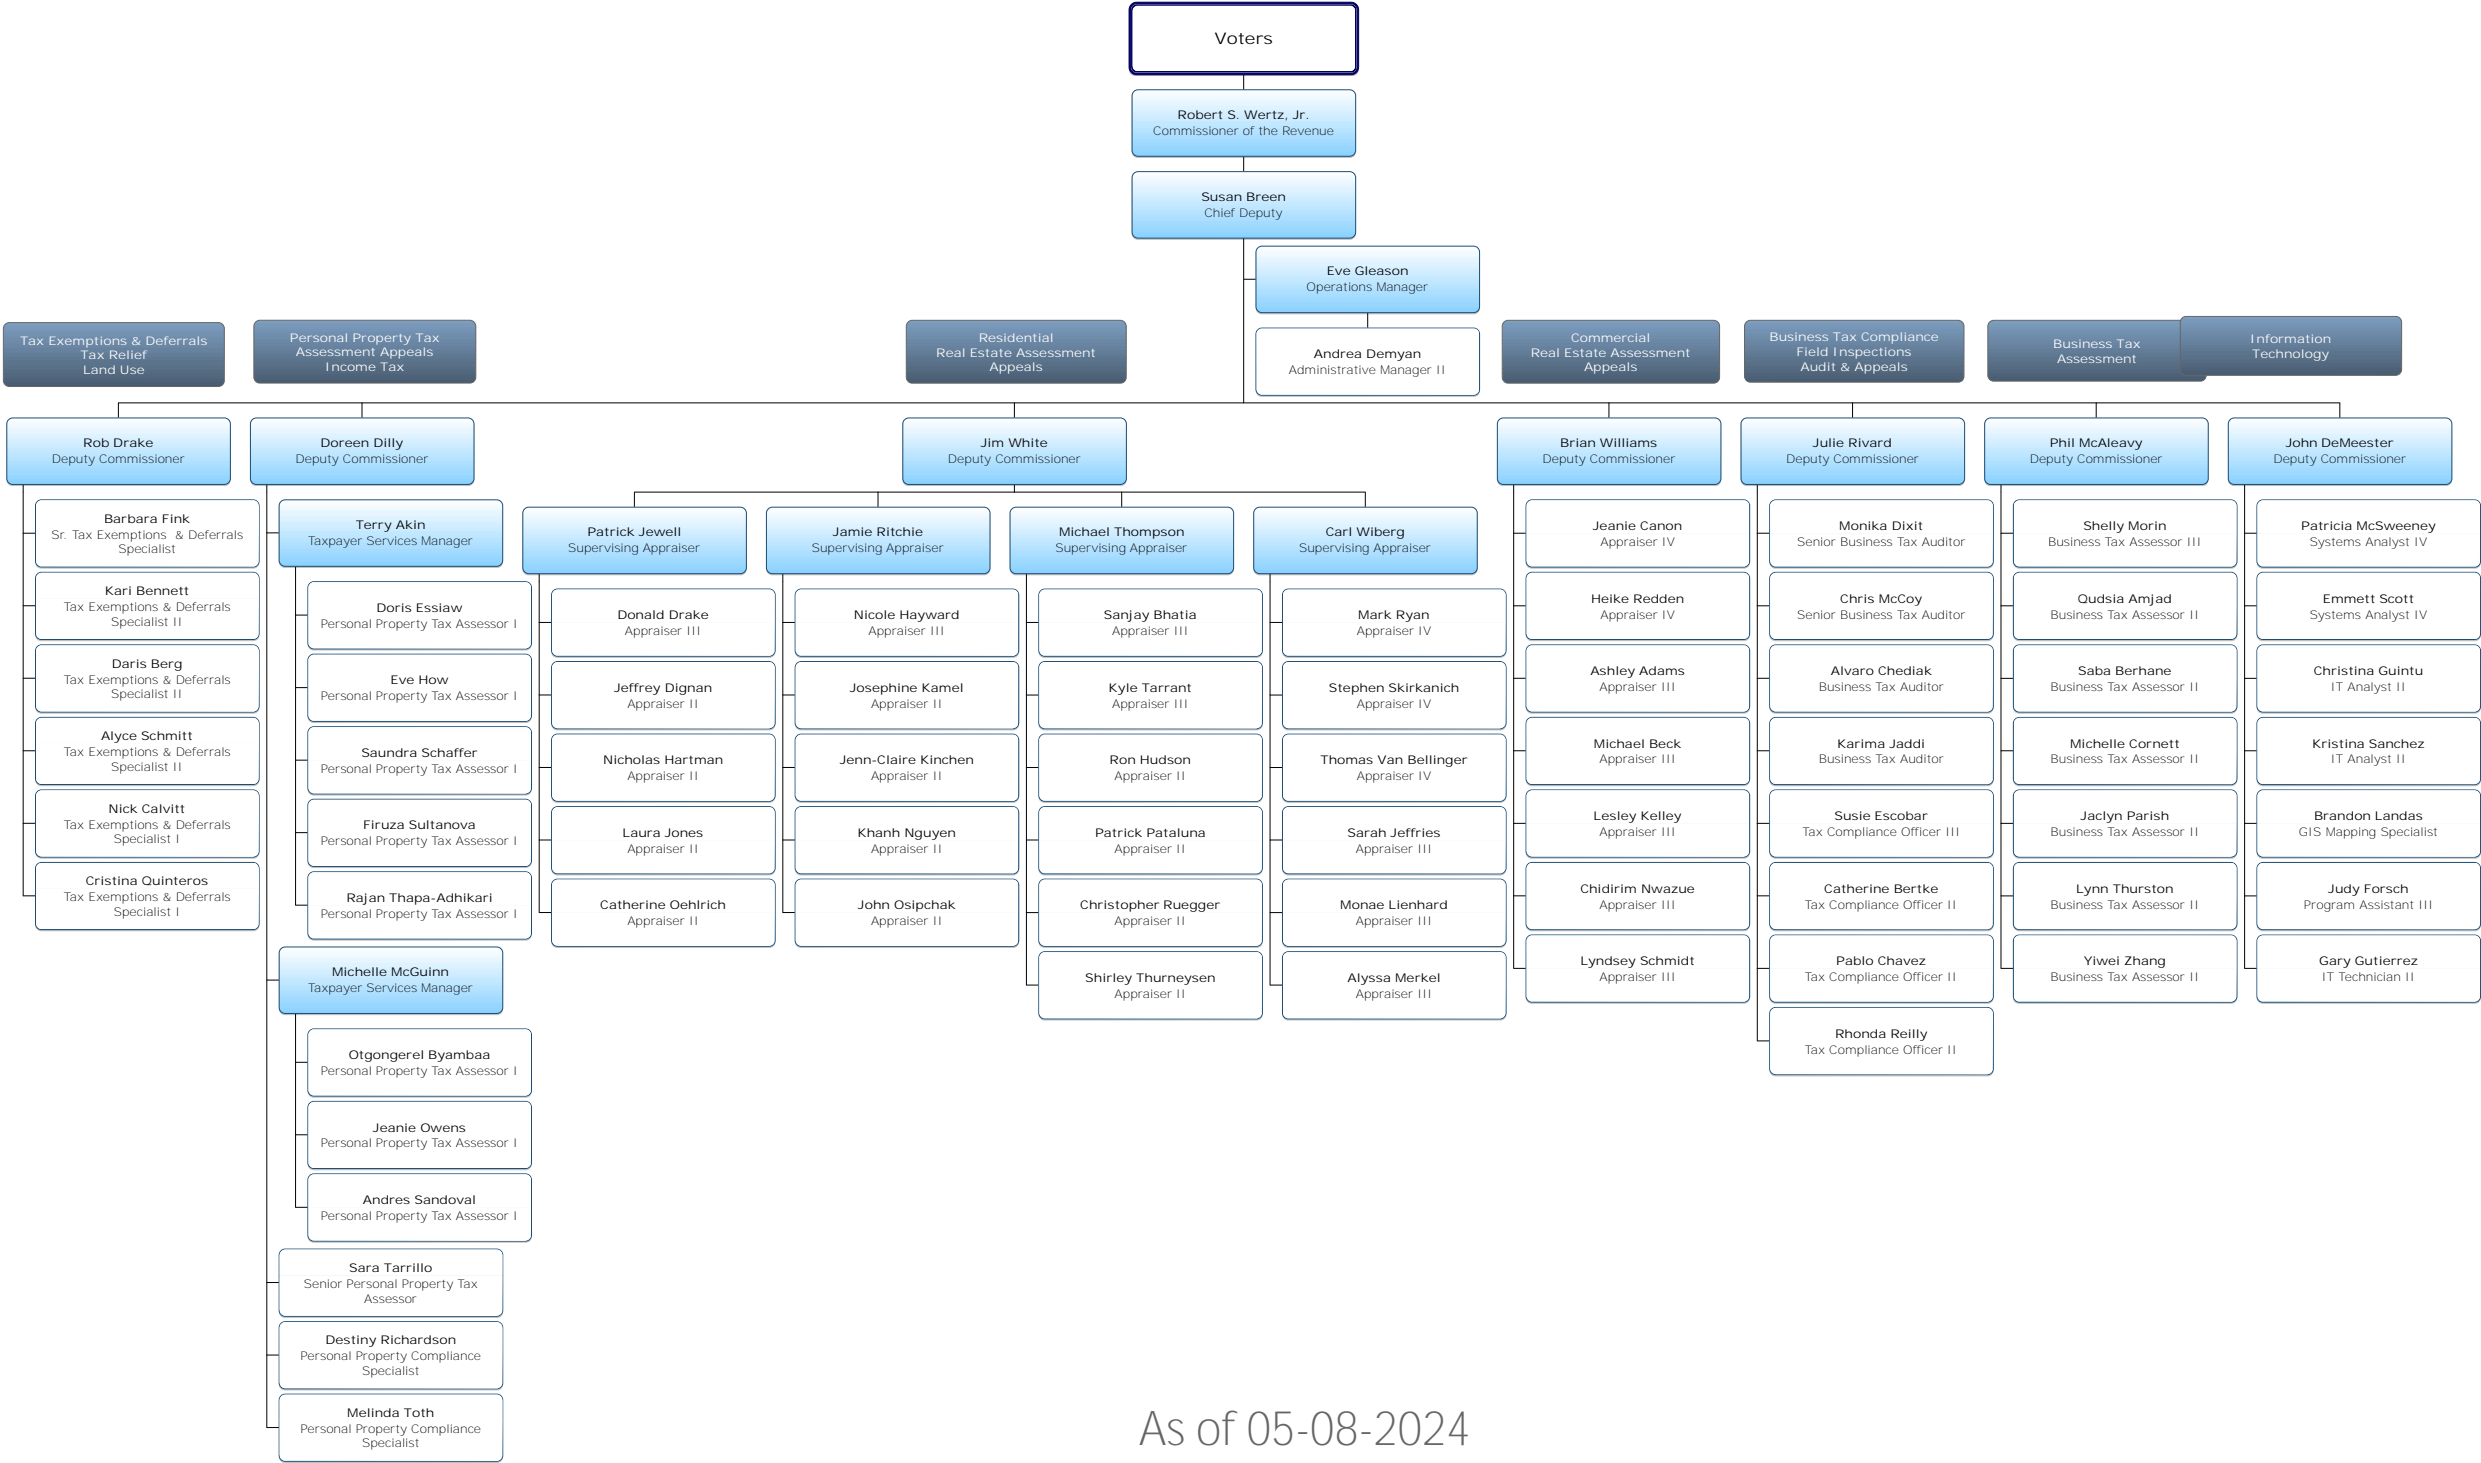 Voters
Robert S. Wertz, Jr.
Commissioner of the Revenue
Susan Breen
Chief Deputy
Eve Gleason
Operations Manager
Andrea Demyan
Administrative Manager II
Tax Exemptions & Deferrals
Tax Relief
Land Use
Personal Property Tax
Assessment Appeals
Income Tax
Residential
Real Estate Assessment
Appeals
Commercial
Real Estate Assessment
Appeals
Business Tax Compliance
Field Inspections
Audit & Appeals
Business Tax
Assessment
Information
Technology
Rob Drake
Deputy Commissioner
Barbara Fink
Sr. Tax Exemptions & Deferrals
Specialist
Kari Bennett
Tax Exemptions & Deferrals
Specialist II
Daris Berg
Tax Exemptions & Deferrals
Specialist II
Alyce Schmitt
Tax Exemptions & Deferrals
Specialist II
Nick Calvitt
Tax Exemptions & Deferrals
Specialist I
Cristina Quinteros
Tax Exemptions & Deferrals
Specialist I
Doreen Dilly
Deputy Commissioner
Terry Akin
Taxpayer Services Manager
Doris Essiaw
Personal Property Tax Assessor I
Eve How
Personal Property Tax Assessor I
Saundra Schaffer
Personal Property Tax Assessor I
Firuza Sultanova
Personal Property Tax Assessor I
Rajan Thapa-Adhikari
Personal Property Tax Assessor I
Michelle McGuinn
Taxpayer Services Manager
Otgongerel Byambaa
Personal Property Tax Assessor I
Jeanie Owens
Personal Property Tax Assessor I
Andres Sandoval
Personal Property Tax Assessor I
Sara Tarrillo
Senior Personal Property Tax
Assessor
Destiny Richardson
Personal Property Compliance
Specialist
Melinda Toth
Personal Property Compliance
Specialist
Jim White
Deputy Commissioner
Patrick Jewell
Supervising Appraiser
Donald Drake
Appraiser III
Jeffrey Dignan
Appraiser II
Nicholas Hartman
Appraiser II
Laura Jones
Appraiser II
Catherine Oehlrich
Appraiser II
Jamie Ritchie
Supervising Appraiser
Nicole Hayward
Appraiser III
Josephine Kamel
Appraiser II
Jenn-Claire Kinchen
Appraiser II
Khanh Nguyen
Appraiser II
John Osipchak
Appraiser II
Michael Thompson
Supervising Appraiser
Sanjay Bhatia
Appraiser III
Kyle Tarrant
Appraiser III
Ron Hudson
Appraiser II
Patrick Pataluna
Appraiser II
Christopher Ruegger
Appraiser II
Shirley Thurneysen
Appraiser II
Carl Wiberg
Supervising Appraiser
Mark Ryan
Appraiser IV
Stephen Skirkanich
Appraiser IV
Thomas Van Bellinger
Appraiser IV
Sarah Jeffries
Appraiser III
Monae Lienhard
Appraiser III
Alyssa Merkel
Appraiser III
Brian Williams
Deputy Commissioner
Jeanie Canon
Appraiser IV
Heike Redden
Appraiser IV
Ashley Adams
Appraiser III
Michael Beck
Appraiser III
Lesley Kelley
Appraiser III
Chidirim Nwazue
Appraiser III
Lyndsey Schmidt
Appraiser III
Julie Rivard
Deputy Commissioner
Monika Dixit
Senior Business Tax Auditor
Chris McCoy
Senior Business Tax Auditor
Alvaro Chediak
Business Tax Auditor
Karima Jaddi
Business Tax Auditor
Susie Escobar
Tax Compliance Officer III
Catherine Bertke
Tax Compliance Officer II
Pablo Chavez
Tax Compliance Officer II
Rhonda Reilly
Tax Compliance Officer II
Phil McAleavy
Deputy Commissioner
Shelly Morin
Business Tax Assessor III
Qudsia Amjad
Business Tax Assessor II
Saba Berhane
Business Tax Assessor II
Michelle Cornett
Business Tax Assessor II
Jaclyn Parish
Business Tax Assessor II
Lynn Thurston
Business Tax Assessor II
Yiwei Zhang
Business Tax Assessor II
John DeMeester
Deputy Commissioner
Patricia McSweeney
Systems Analyst IV
Emmett Scott
Systems Analyst IV
Christina Guintu
IT Analyst II
Kristina Sanchez
IT Analyst II
Brandon Landas
GIS Mapping Specialist
Judy Forsch
Program Assistant III
Gary Gutierrez
IT Technician II
As of 05-08-2024